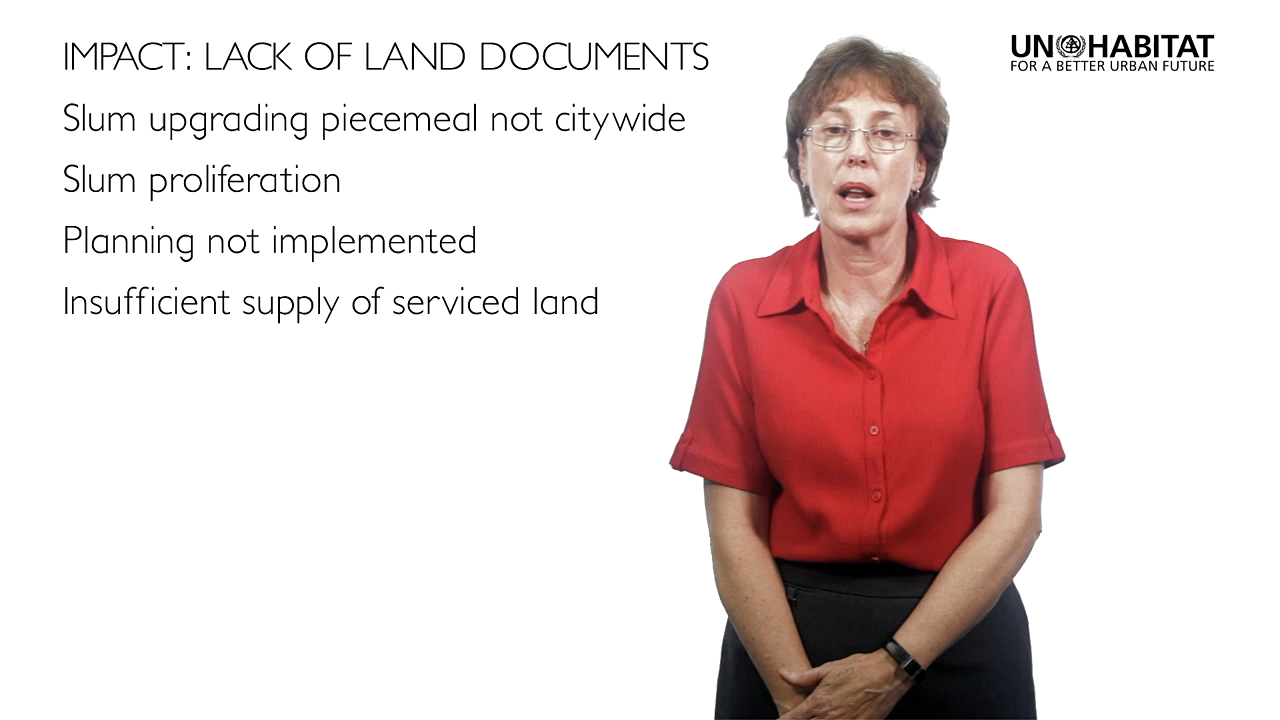 IMPACT: LACK OF LAND DOCUMENTS
Slum upgrading piecemeal not citywide
Slum proliferation
Planning not implemented
Insufficient supply of serviced land
UN HABITAT
FOR A BETTER URBAN FUTURE